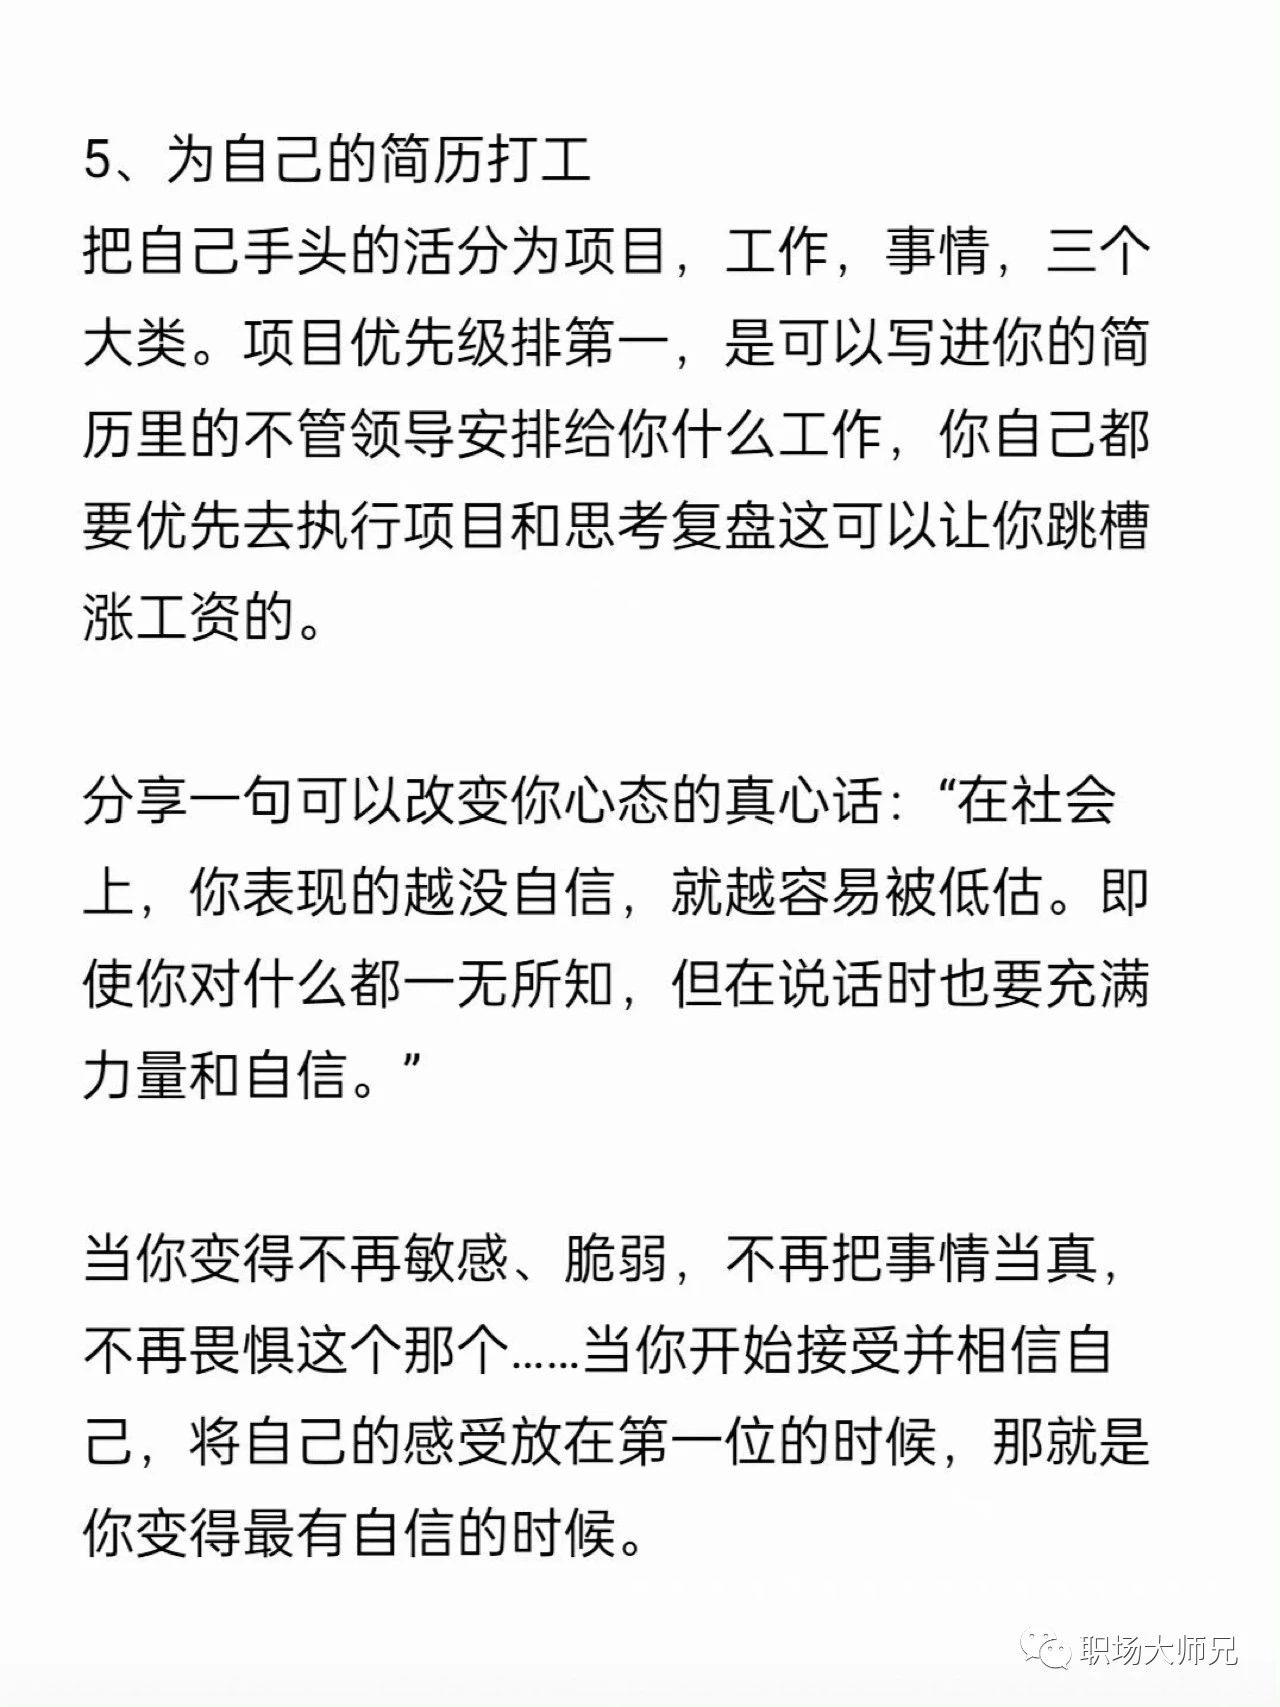 5、为自己的简历打工
把自己手头的活分为项目，工作，事情，三个
大类。项目优先级排第一，是可以写进你的简
历里的不管领导安排给你什么工作，你自己都
要优先去执行项目和思考复盘这可以让你跳槽
涨工资的。
分享一句可以改变你心态的真心话：“在社会
上，你表现的越没自信，就越容易被低估。即
使你对什么都一无所知，但在说话时也要充满
力量和自信。”
当你变得不再敏感、脆弱，不再把事情当真，
不再畏惧这个那个……当你开始接受并相信自
己，将自己的感受放在第一位的时候，那就是
你变得最有自信的时候。
职场大师兄